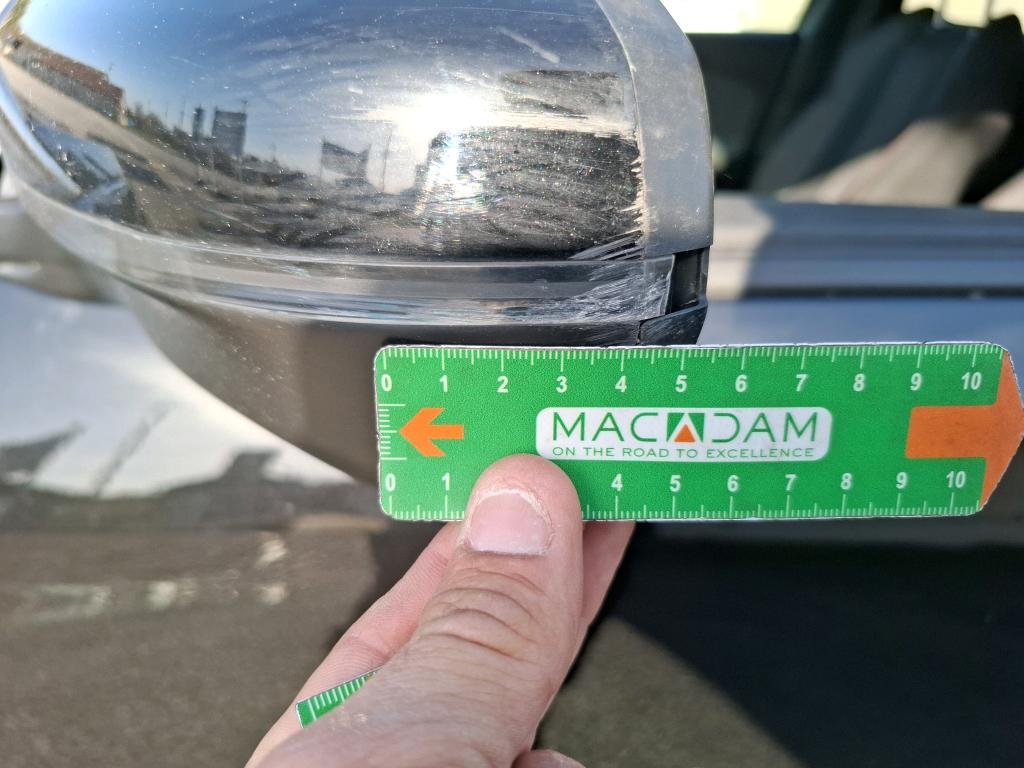 0 1 2 3 4 5 6 7 8 9 10
MACADAM
ON THE ROAD TO EXCELLENCE
0 1 4 5 6 7 8 9 10